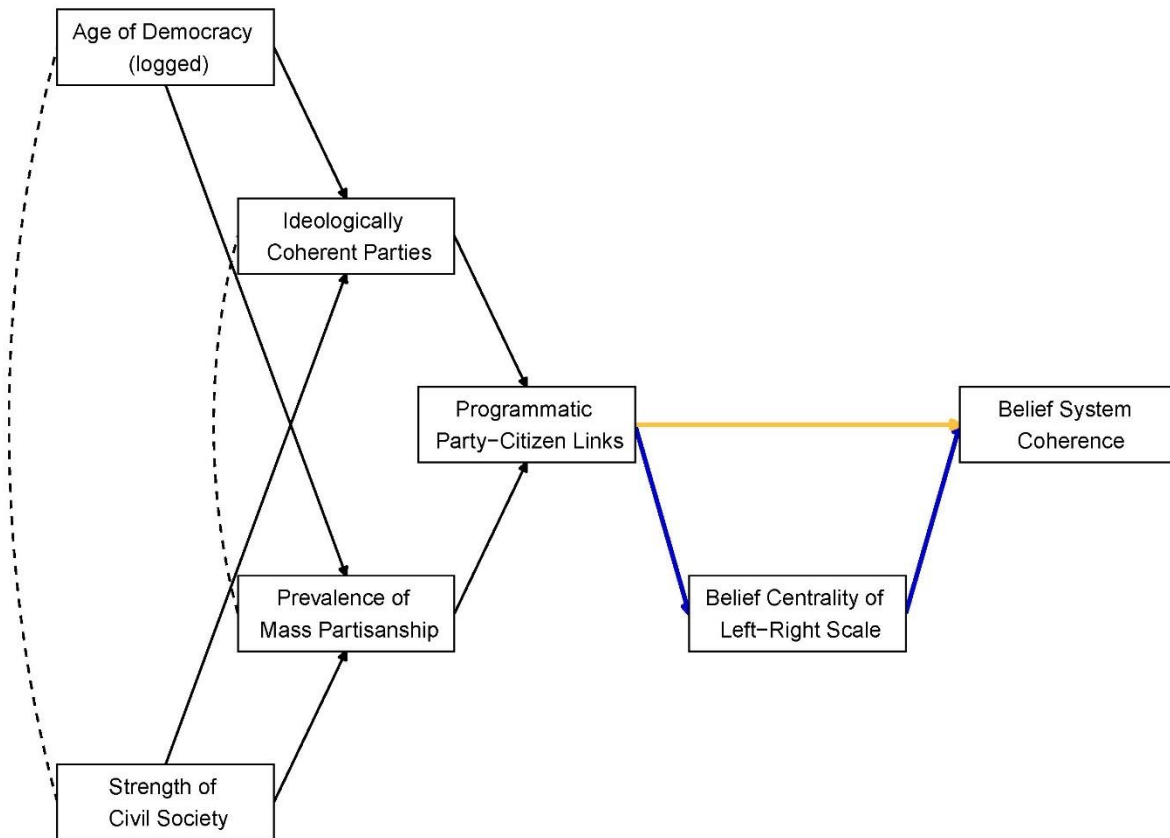 Age of Democracy
(logged)
Ideologically
Coherent Parties
Programmatic
Party−Citizen Links
Belief System
Coherence
Prevalence of
Mass Partisanship
Belief Centrality of
Left−Right Scale
Strength of
Civil Society